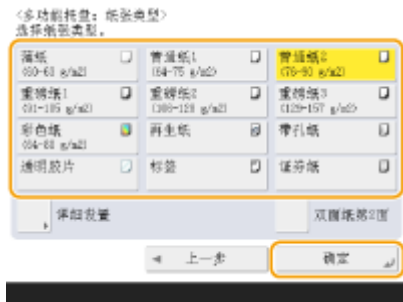 <多功能托盘: 纸张类型>
选择纸张类型。
薄纸
(60-63 g/m2)
普通纸1
(64-75 g/m2)
普通纸2
(76-90 g/m2)
重磅纸1
(91-105 g/m2)
重磅纸2
(106-128 g/m2)
重磅纸3
(129-157 g/m2)
彩色纸
(64-80 g/m2)
再生纸
带孔纸
透明胶片
标签
证券纸
详细设置
双面纸第2面
上一步
确定